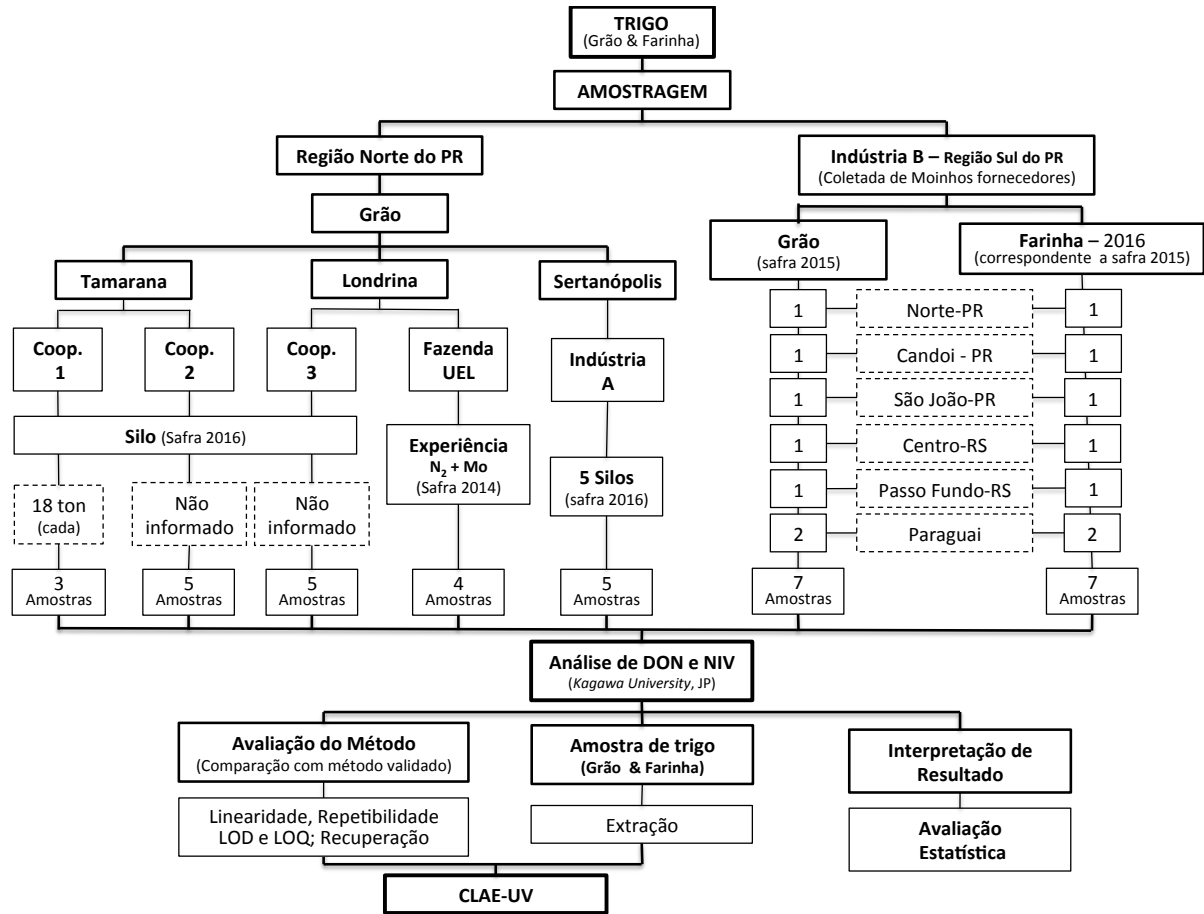 TRIGO
(Grão & Farinha)
AMOSTRAGEM
Região Norte do PR
Indústria B – Região Sul do PR
(Coletada de Moinhos fornecedores)
Grão
Grão
(safra 2015)
Farinha – 2016
(correspondente a safra 2015)
Tamarana
Londrina
Sertanópolis
Coop.
1
Coop.
2
Coop.
3
Fazenda
UEL
Indústria
A
Silo (Safra 2016)
Experiência
N₂ + Mo
(Safra 2014)
5 Silos
(safra 2016)
18 ton
(cada)
Não
informado
Não
informado
1 Norte-PR 1
1 Candoi - PR 1
1 São João-PR 1
1 Centro-RS 1
1 Passo Fundo-RS 1
2 Paraguai 2
3
Amostras
5
Amostras
5
Amostras
4
Amostras
5
Amostras
7
Amostras
7
Amostras
Análise de DON e NIV
(Kagawa University, JP)
Avaliação do Método
(Comparação com método validado)
Amostra de trigo
(Grão & Farinha)
Interpretação de
Resultado
Linearidade, Repetibilidade
LOD e LOQ; Recuperação
Extração
Avaliação
Estatística
CLAE-UV